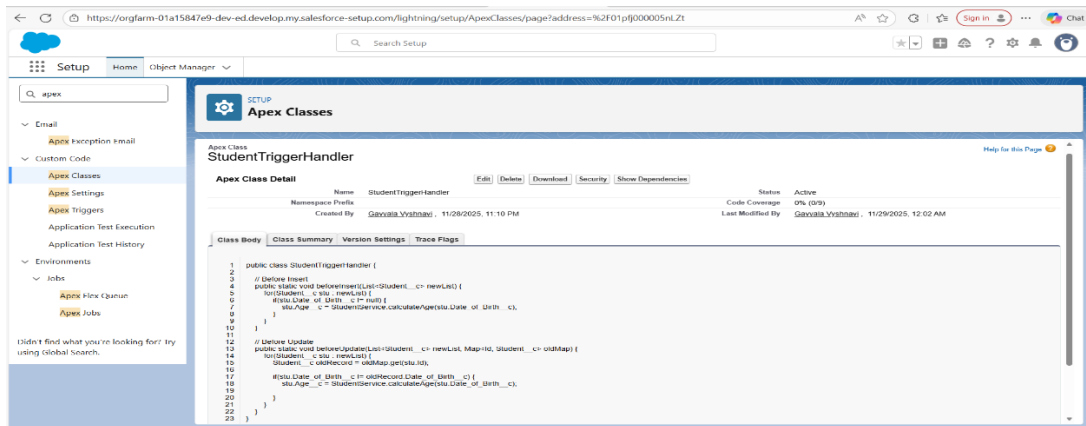 https://orgfarm-01a15847e9-dev-ed.develop.my.salesforce-setup.com/lightning/setup/ApexClasses/page?address=%2F01pfj000005nLZt
Sign in
Chat
Search Setup
Setup Home Object Manager
apex
Email
Apex Exception Email
Custom Code
Apex Classes
Apex Settings
Apex Triggers
Application Test Execution
Application Test History
Environments
Jobs
Apex Flex Queue
Apex Jobs
Didn't find what you're looking for? Try
using Global Search.
SETUP
Apex Classes
Apex Class
StudentTriggerHandler
Help for this Page
Apex Class Detail
Edit Delete Download Security Show Dependencies
Name StudentTriggerHandler Status Active
Namespace Prefix Code Coverage 0% (0/9)
Created By Gavvala Vyshnavi , 11/28/2025, 11:10 PM Last Modified By Gavvala Vyshnavi , 11/29/2025, 12:02 AM
Class Body Class Summary Version Settings Trace Flags
1 public class StudentTriggerHandler {
2
3 // Before Insert
4 public static void beforeInsert(List<Student__c> newList) {
5 for(Student__c stu : newList) {
6 if(stu.Date_of_Birth__c != null) {
7 stu.Age__c = StudentService.calculateAge(stu.Date_of_Birth__c);
8 }
9 }
10 }
11
12 // Before Update
13 public static void beforeUpdate(List<Student__c> newList, Map<Id, Student__c> oldMap) {
14 for(Student__c stu : newList) {
15 Student__c oldRecord = oldMap.get(stu.Id);
16
17 if(stu.Date_of_Birth__c != oldRecord.Date_of_Birth__c) {
18 stu.Age__c = StudentService.calculateAge(stu.Date_of_Birth__c);
19
20 }
21 }
22 }
23 }